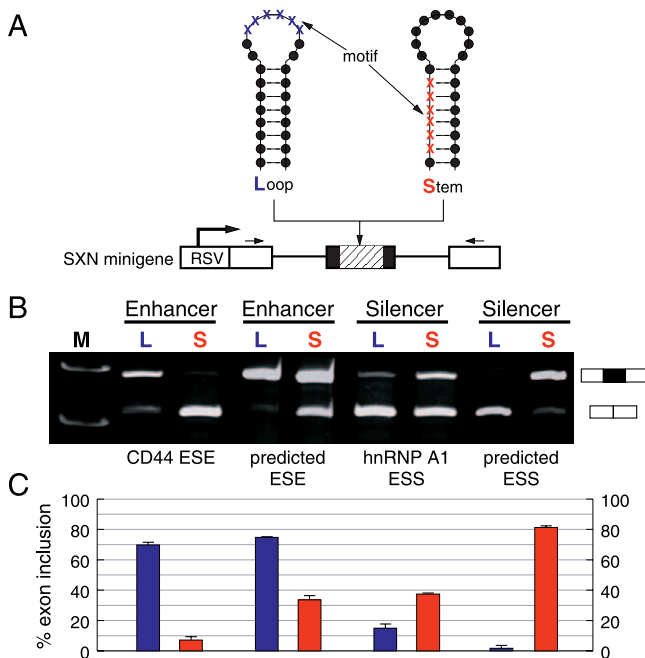 A
x x x x x x
motif
x x x x x x
Loop
Stem
SXN minigene
RSV
B
Enhancer Enhancer Silencer Silencer
M L S L S L S L S
CD44 ESE
predicted ESE
hnRNP A1 ESS
predicted ESS
C
% exon inclusion
100
80
60
40
20
0
100
80
60
40
20
0